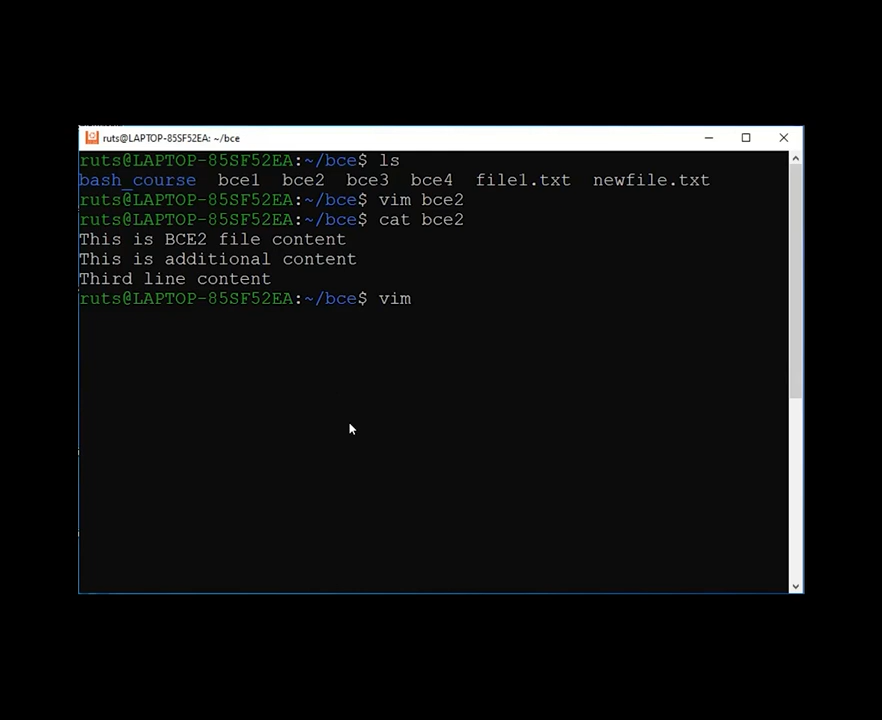 ruts@LAPTOP-85SF52EA: ~/bce
ruts@LAPTOP-85SF52EA:~/bce$ ls
bash_course  bce1  bce2  bce3  bce4  file1.txt  newfile.txt
ruts@LAPTOP-85SF52EA:~/bce$ vim bce2
ruts@LAPTOP-85SF52EA:~/bce$ cat bce2
This is BCE2 file content
This is additional content
Third line content
ruts@LAPTOP-85SF52EA:~/bce$ vim